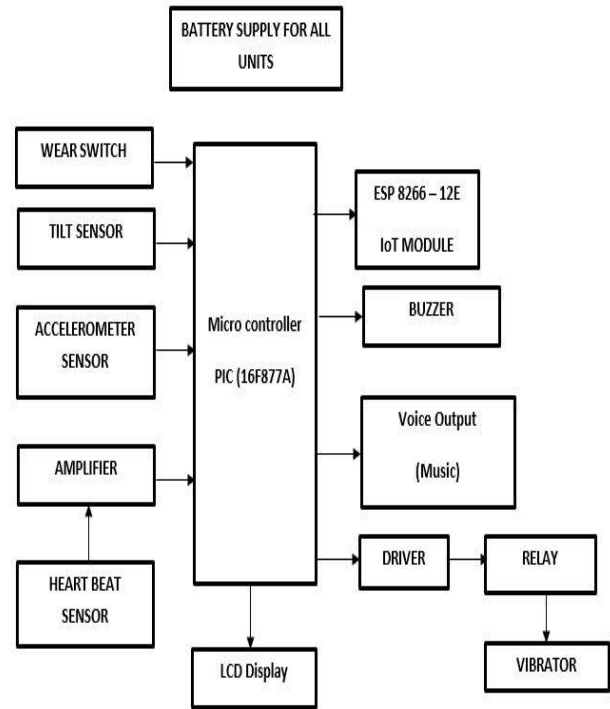 BATTERY SUPPLY FOR ALL
UNITS
WEAR SWITCH
TILT SENSOR
ACCELEROMETER
SENSOR
AMPLIFIER
HEART BEAT
SENSOR
Micro controller
PIC (16F877A)
LCD Display
ESP 8266 – 12E
IoT MODULE
BUZZER
Voice Output
(Music)
DRIVER
RELAY
VIBRATOR